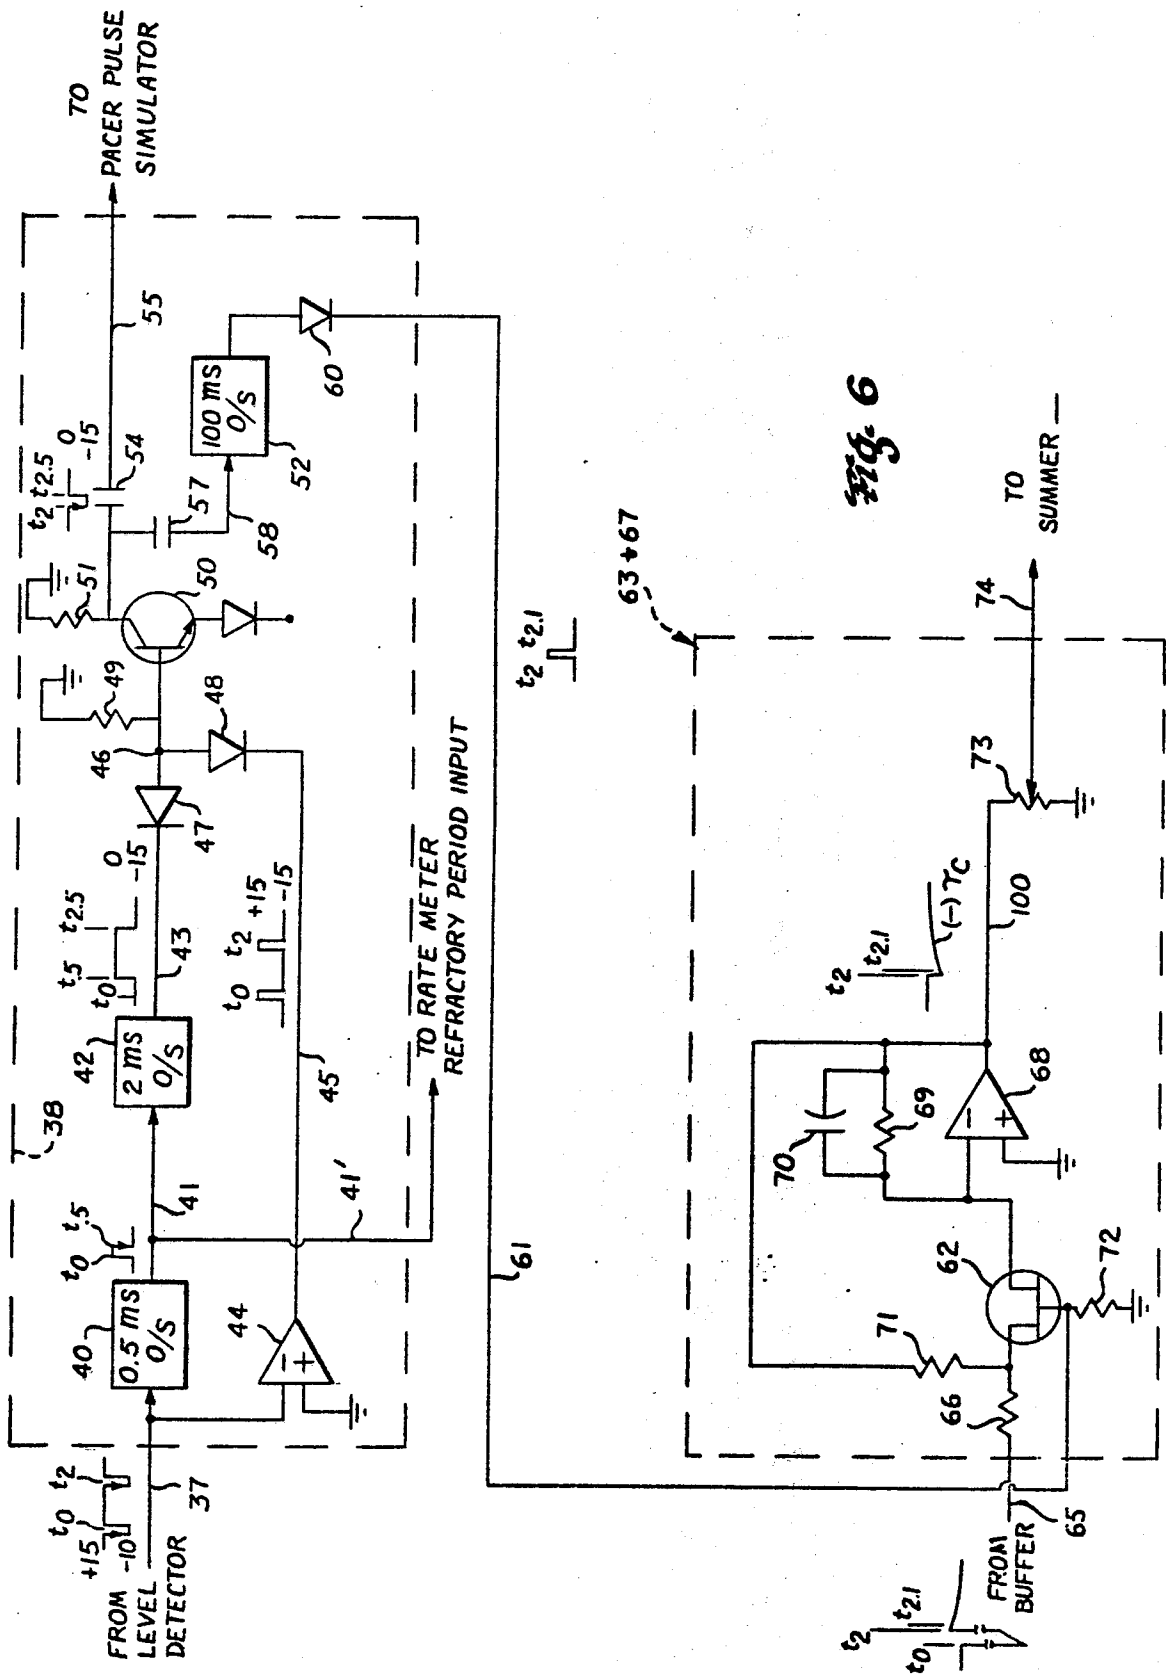 TO
PACER PULSE
SIMULATOR
55
t2 t2.5
0
-15
54
57
58
100 ms
O/S
52
60
51
50
49
46
48
47
0
-15
t.5 t2.5
t0
43
2 ms
O/S
42
38
t0 t2 +15
-15
45
41
41'
TO RATE METER
REFRACTORY PERIOD INPUT
t0 t.5
0.5 ms
O/S
40
44
-
+
+15
-10
t0
t2
37
FROM
LEVEL
DETECTOR
61
t2 t2.1
63+67
TO
SUMMER
74
73
100
t2
t2.1
(-) τC
68
-
+
69
70
62
72
71
66
65
FROM
BUFFER
t0
t2
t2.1
Fig. 6